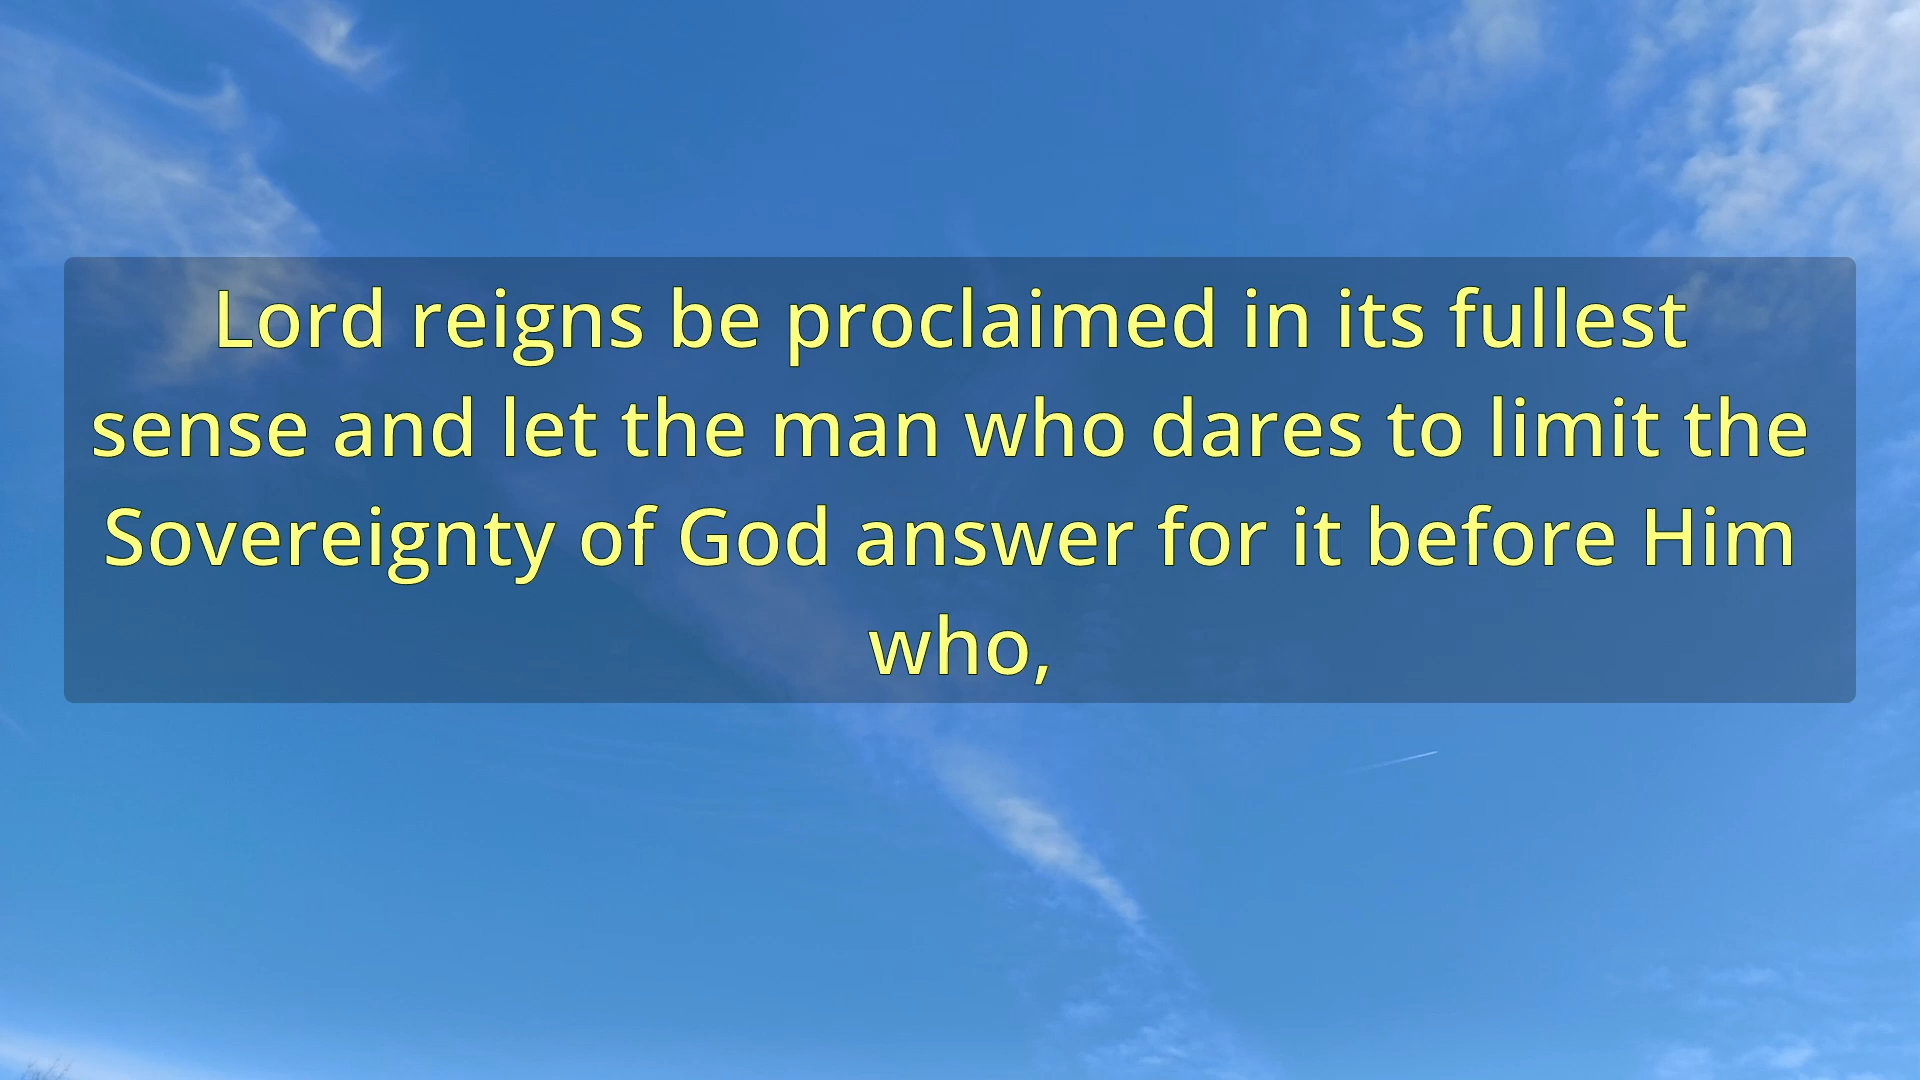 Lord reigns be proclaimed in its fullest
sense and let the man who dares to limit the
Sovereignty of God answer for it before Him
who,